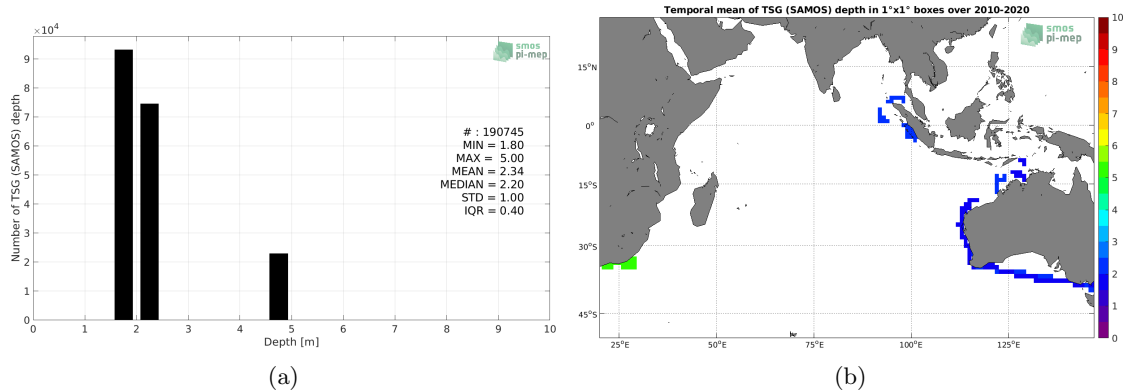 ×10⁴
9
8
7
6
5
4
3
2
1
0
Number of TSG (SAMOS) depth
0 1 2 3 4 5 6 7 8 9 10
Depth [m]
smos
pi-mep
# : 190745
MIN = 1.80
MAX = 5.00
MEAN = 2.34
MEDIAN = 2.20
STD = 1.00
IQR = 0.40
(a)
Temporal mean of TSG (SAMOS) depth in 1°x1° boxes over 2010-2020
smos
pi-mep
15°N
0°
15°S
30°S
45°S
25°E 50°E 75°E 100°E 125°E
10
9
8
7
6
5
4
3
2
1
0
(b)